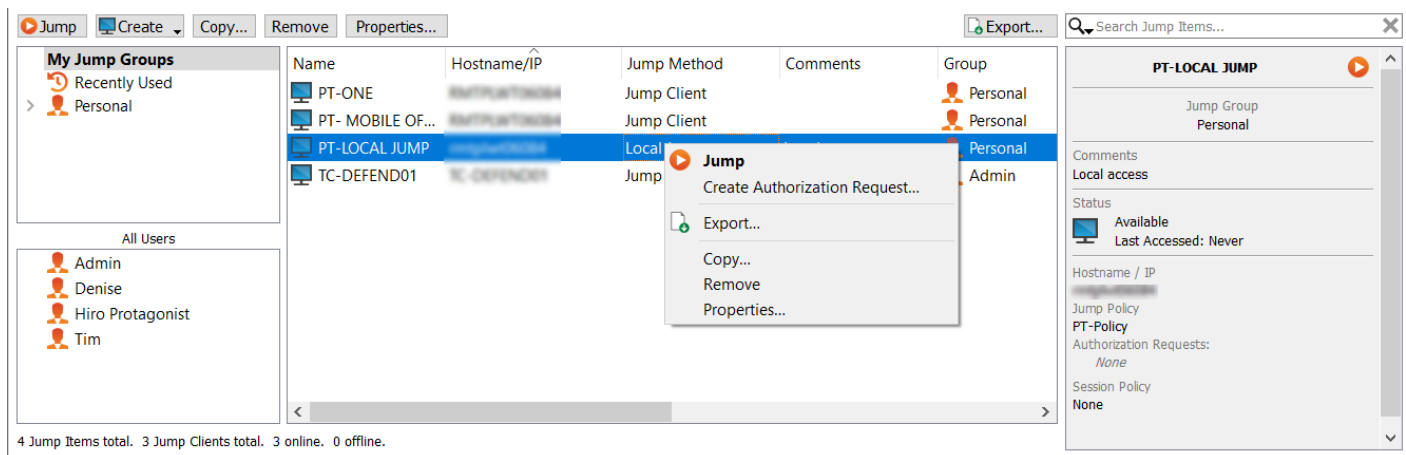 Jump Create Copy... Remove Properties... Export... Search Jump Items...
My Jump Groups
Recently Used
Personal
All Users
Admin
Denise
Hiro Protagonist
Tim
Name Hostname/IP Jump Method Comments Group
PT-ONE Jump Client Personal
PT- MOBILE OF... Jump Client Personal
PT-LOCAL JUMP Local Personal
TC-DEFEND01 TC-DEFEND01 Jump Admin
Jump
Create Authorization Request...
Export...
Copy...
Remove
Properties...
PT-LOCAL JUMP
Jump Group
Personal
Comments
Local access
Status
Available
Last Accessed: Never
Hostname / IP
Jump Policy
PT-Policy
Authorization Requests:
None
Session Policy
None
4 Jump Items total. 3 Jump Clients total. 3 online. 0 offline.